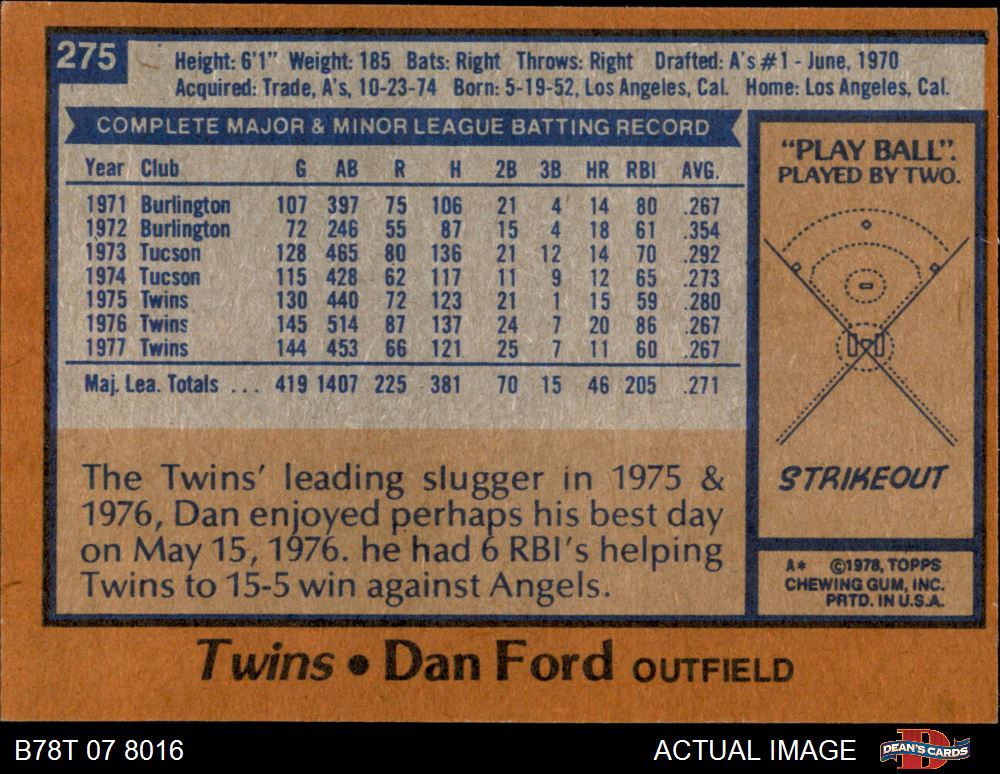 275
Height: 6'1" Weight: 185 Bats: Right Throws: Right Drafted: A's #1 - June, 1970
Acquired: Trade, A's, 10-23-74 Born: 5-19-52, Los Angeles, Cal. Home: Los Angeles, Cal.
COMPLETE MAJOR & MINOR LEAGUE BATTING RECORD
Year Club G AB R H 2B 3B HR RBI AVG.
1971 Burlington 107 397 75 106 21 4 14 80 .267
1972 Burlington 72 246 55 87 15 4 18 61 .354
1973 Tucson 128 465 80 136 21 12 14 70 .292
1974 Tucson 115 428 62 117 11 9 12 65 .273
1975 Twins 130 440 72 123 21 1 15 59 .280
1976 Twins 145 514 87 137 24 7 20 86 .267
1977 Twins 144 453 66 121 25 7 11 60 .267
Maj. Lea. Totals ... 419 1407 225 381 70 15 46 205 .271
The Twins' leading slugger in 1975 &
1976, Dan enjoyed perhaps his best day
on May 15, 1976. he had 6 RBI's helping
Twins to 15-5 win against Angels.
"PLAY BALL".
PLAYED BY TWO.
STRIKEOUT
A* ©1978, TOPPS
CHEWING GUM, INC.
PRTD. IN U.S.A.
Twins • Dan Ford OUTFIELD
B78T 07 8016
ACTUAL IMAGE
DEAN'S CARDS